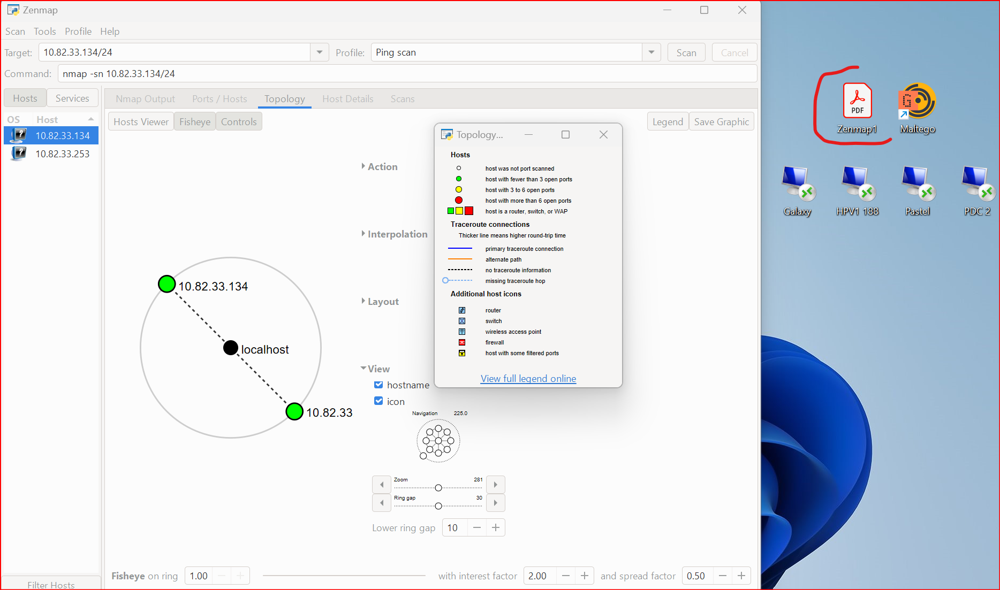 Zenmap
Scan Tools Profile Help
Target: 10.82.33.134/24 Profile: Ping scan Scan Cancel
Command: nmap -sn 10.82.33.134/24
Hosts Services
OS Host
10.82.33.134
10.82.33.253
Filter Hosts
Nmap Output Ports / Hosts Topology Host Details Scans
Hosts Viewer Fisheye Controls Legend Save Graphic
10.82.33.134
localhost
10.82.33
Action
Interpolation
Layout
View
hostname
icon
Navigation 225.0
Zoom 281
Ring gap 30
Lower ring gap 10
Fisheye on ring 1.00 with interest factor 2.00 and spread factor 0.50
Topology...
Hosts
host was not port scanned
host with fewer than 3 open ports
host with 3 to 6 open ports
host with more than 6 open ports
host is a router, switch, or WAP
Traceroute connections
Thicker line means higher round-trip time
primary traceroute connection
alternate path
no traceroute information
missing traceroute hop
Additional host icons
router
switch
wireless access point
firewall
host with some filtered ports
View full legend online
PDF
Zenmap1
G
Maltego
Galaxy
HPV1 188
Pastel
PDC 2